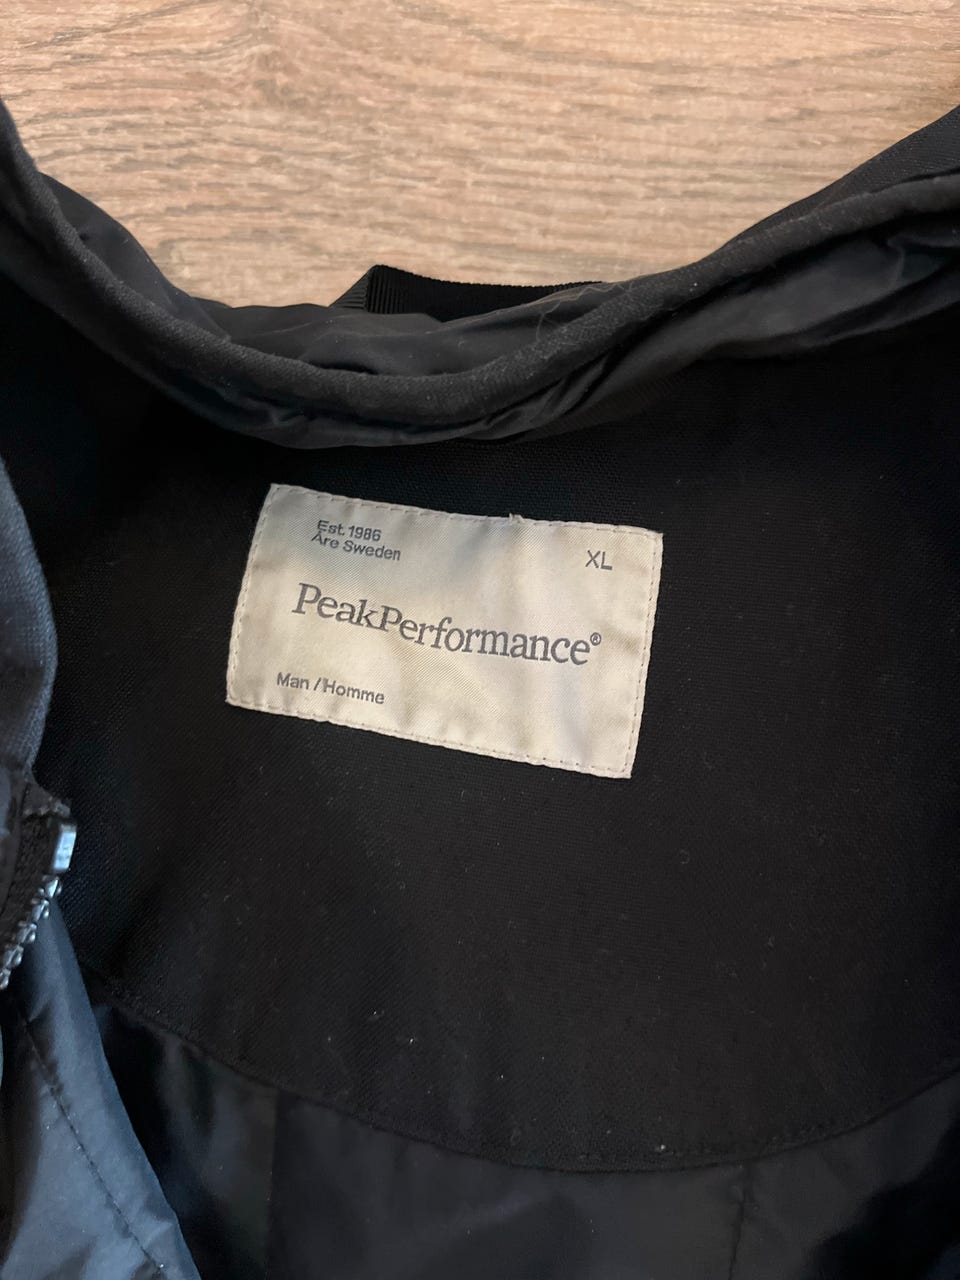 Est. 1986
Åre Sweden
XL
PeakPerformance®
Man / Homme